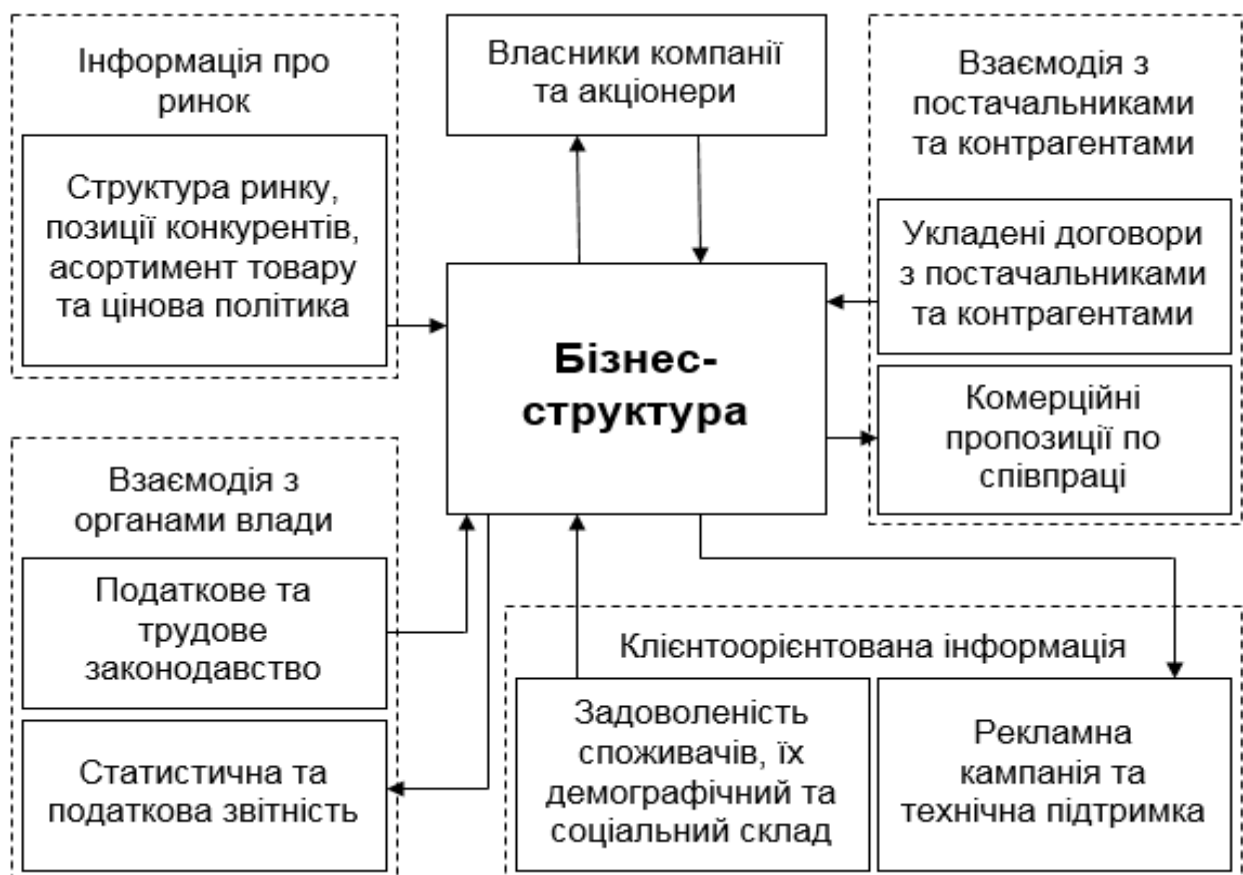 Інформація про
ринок
Структура ринку,
позиції конкурентів,
асортимент товару
та цінова політика
Власники компанії
та акціонери
Взаємодія з
постачальниками
та контрагентами
Укладені договори
з постачальниками
та контрагентами
Комерційні
пропозиції по
співпраці
Бізнес-
структура
Взаємодія з
органами влади
Податкове та
трудове
законодавство
Статистична та
податкова звітність
Клієнтоорієнтована інформація
Задоволеність
споживачів, їх
демографічний та
соціальний склад
Рекламна
кампанія та
технічна підтримка